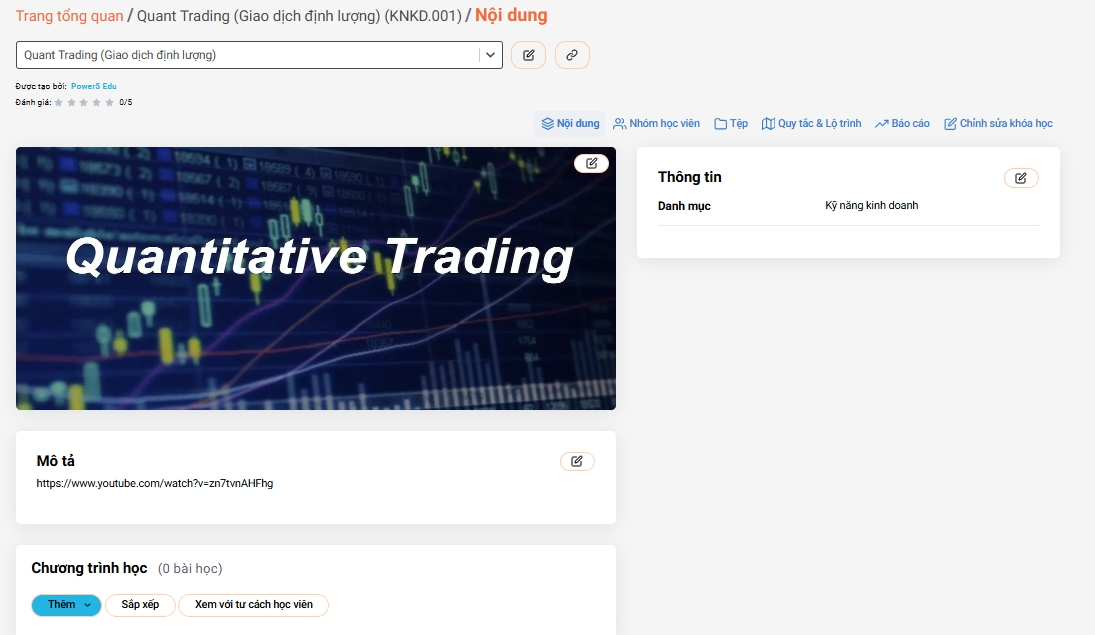 Trang tổng quan / Quant Trading (Giao dịch định lượng) (KNKD.001) / Nội dung
Quant Trading (Giao dịch định lượng)
Được tạo bởi: Power5 Edu
Đánh giá: 0/5
Nội dung Nhóm học viên Tệp Quy tắc & Lộ trình Báo cáo Chỉnh sửa khóa học
Quantitative Trading
Thông tin
Danh mục Kỹ năng kinh doanh
Mô tả
https://www.youtube.com/watch?v=zn7tvnAHFhg
Chương trình học (0 bài học)
Thêm Sắp xếp Xem với tư cách học viên